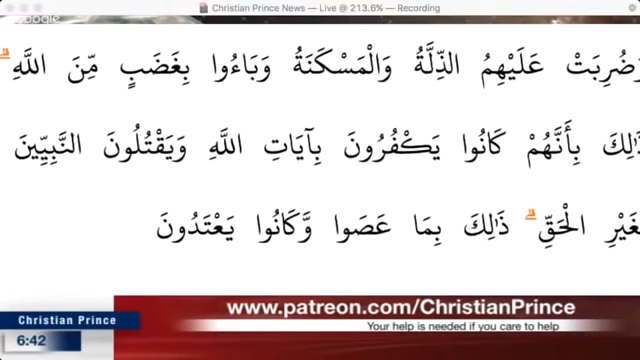 Christian Prince News — Live @ 213.6% — Recording
Google
وَضُرِبَتْ عَلَيْهِمُ الذِّلَّةُ وَالْمَسْكَنَةُ وَبَاءُوا بِغَضَبٍ مِّنَ اللَّهِ ۗ
ذَٰلِكَ بِأَنَّهُمْ كَانُوا يَكْفُرُونَ بِآيَاتِ اللَّهِ وَيَقْتُلُونَ النَّبِيِّينَ
بِغَيْرِ الْحَقِّ ۗ ذَٰلِكَ بِمَا عَصَوا وَّكَانُوا يَعْتَدُونَ
www.patreon.com/ChristianPrince
Your help is needed if you care to help
Christian Prince
6:42